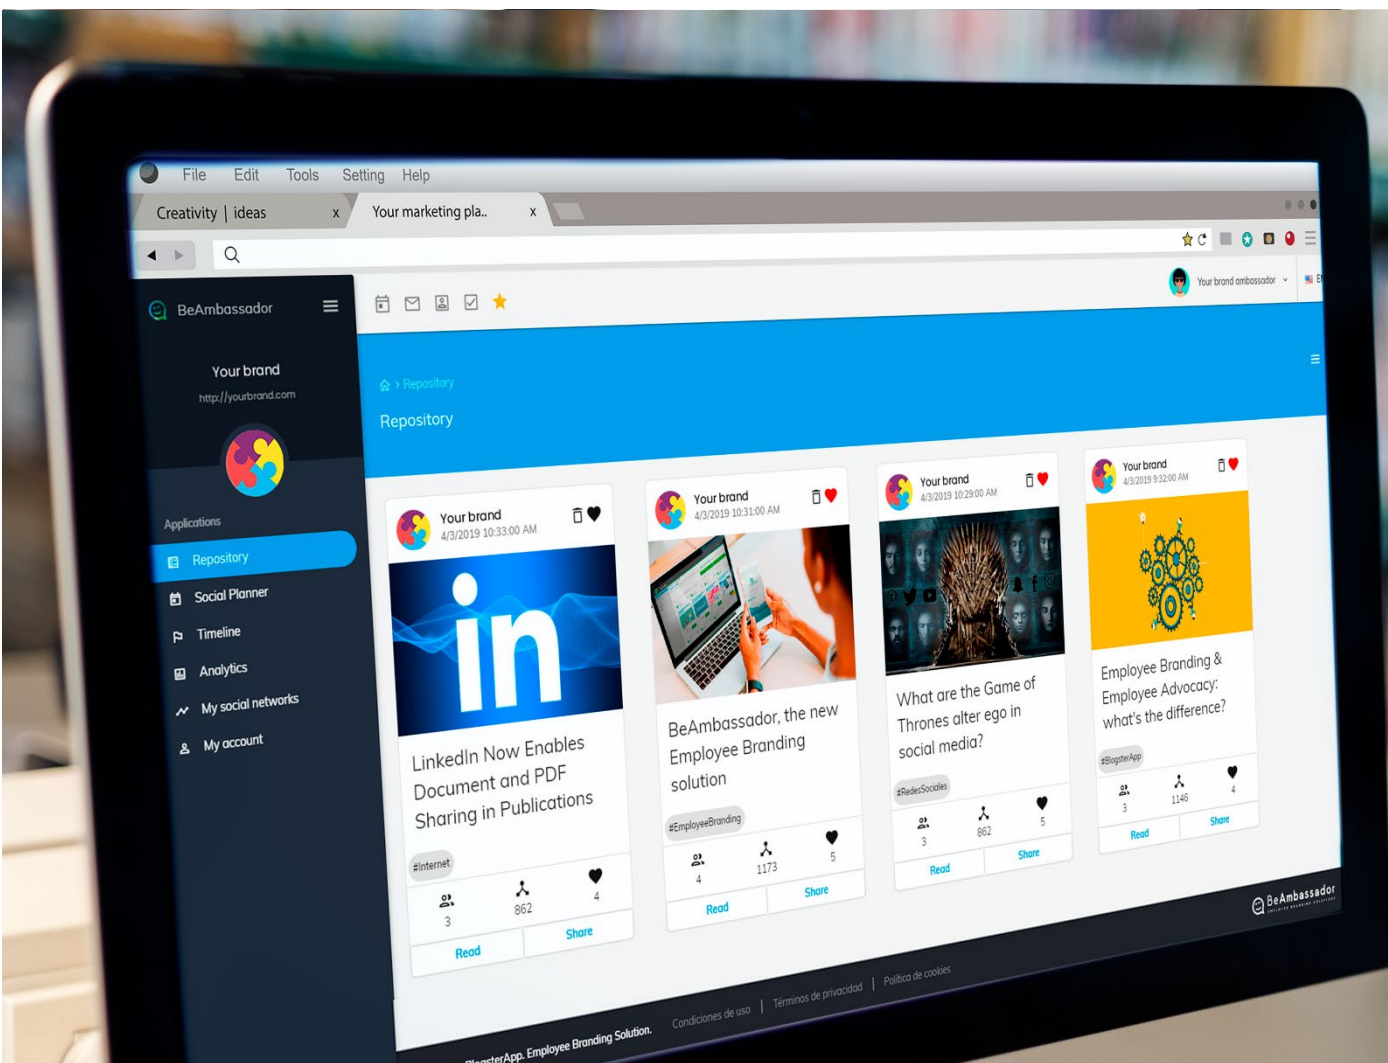 File Edit Tools Setting Help
Creativity | ideas x Your marketing pla.. x
BeAmbassador
Your brand ambassador
Your brand
http://yourbrand.com
Applications
Repository
Social Planner
Timeline
Analytics
My social networks
My account
> Repository
Repository
Your brand
4/3/2019 10:33:00 AM
in
LinkedIn Now Enables
Document and PDF
Sharing in Publications
#Internet
3 862 4
Read Share
Your brand
4/3/2019 10:31:00 AM
BeAmbassador, the new
Employee Branding
solution
#EmployeeBranding
4 1173 5
Read Share
Your brand
4/3/2019 10:29:00 AM
What are the Game of
Thrones alter ego in
social media?
#RedesSociales
3 862 5
Read Share
Your brand
4/3/2019 9:32:00 AM
Employee Branding &
Employee Advocacy:
what's the difference?
#BlogsterApp
3 1146 4
Read Share
BeAmbassador
EMPLOYEE BRANDING SOLUTIONS
Employee Branding Solution. Condiciones de uso | Términos de privacidad | Política de cookies